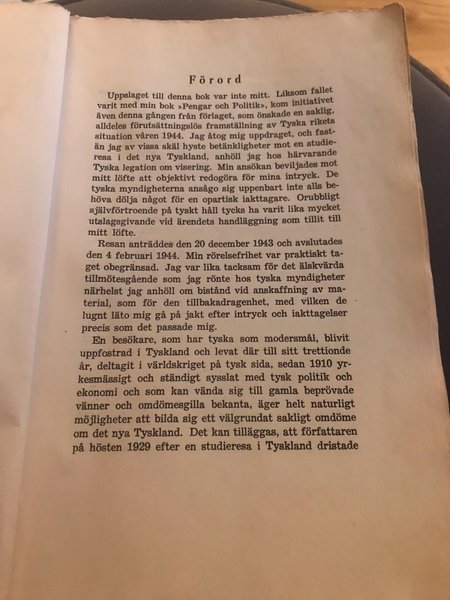 Förord
Uppslaget till denna bok var inte mitt. Liksom fallet
varit med min bok »Pengar och Politik», kom initiativet
även denna gången från förlaget, som önskade en saklig,
alldeles förutsättningslös framställning av Tyska rikets
situation våren 1944. Jag åtog mig uppdraget, och fast-
än jag av vissa skäl hyste betänkligheter mot en studie-
resa i det nya Tyskland, anhöll jag hos härvarande
Tyska legation om visering. Min ansökan beviljades mot
mitt löfte att objektivt redogöra för mina intryck. De
tyska myndigheterna ansågo sig uppenbart inte alls be-
höva dölja något för en opartisk iakttagare. Orubbligt
självförtroende på tyskt håll tycks ha varit lika mycket
utslagsgivande vid ärendets handläggning som tillit till
mitt löfte.
Resan anträddes den 20 december 1943 och avslutades
den 4 februari 1944. Min rörelsefrihet var praktiskt ta-
get obegränsad. Jag var lika tacksam för det älskvärda
tillmötesgående som jag rönte hos tyska myndigheter
närhelst jag anhöll om bistånd vid anskaffning av ma-
terial, som för den tillbakadragenhet, med vilken de
lugnt läto mig gå på jakt efter intryck och iakttagelser
precis som det passade mig.
En besökare, som har tyska som modersmål, blivit
uppfostrad i Tyskland och levat där till sitt trettionde
år, deltagit i världskriget på tysk sida, sedan 1910 yr-
kesmässigt och ständigt sysslat med tysk politik och
ekonomi och som kan vända sig till gamla beprövade
vänner och omdömesgilla bekanta, äger helt naturligt
möjligheter att bilda sig ett välgrundat sakligt omdöme
om det nya Tyskland. Det kan tilläggas, att författaren
på hösten 1929 efter en studieresa i Tyskland dristade